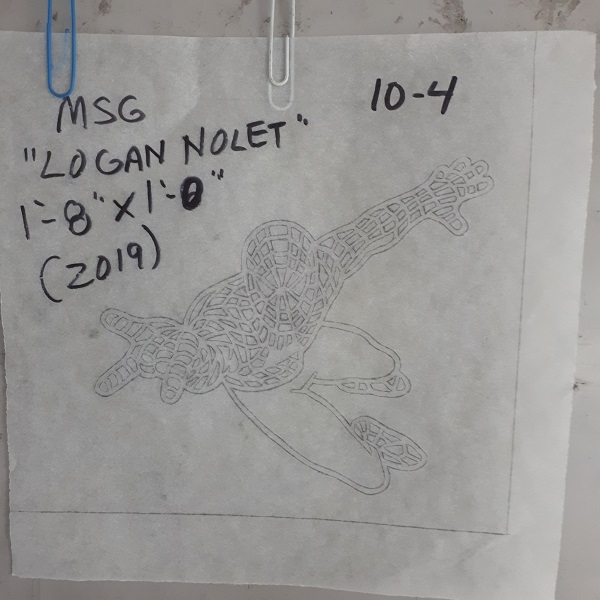 MSG
10-4
"LOGAN NOLET"
1'-8" X 1'-0"
(2019)